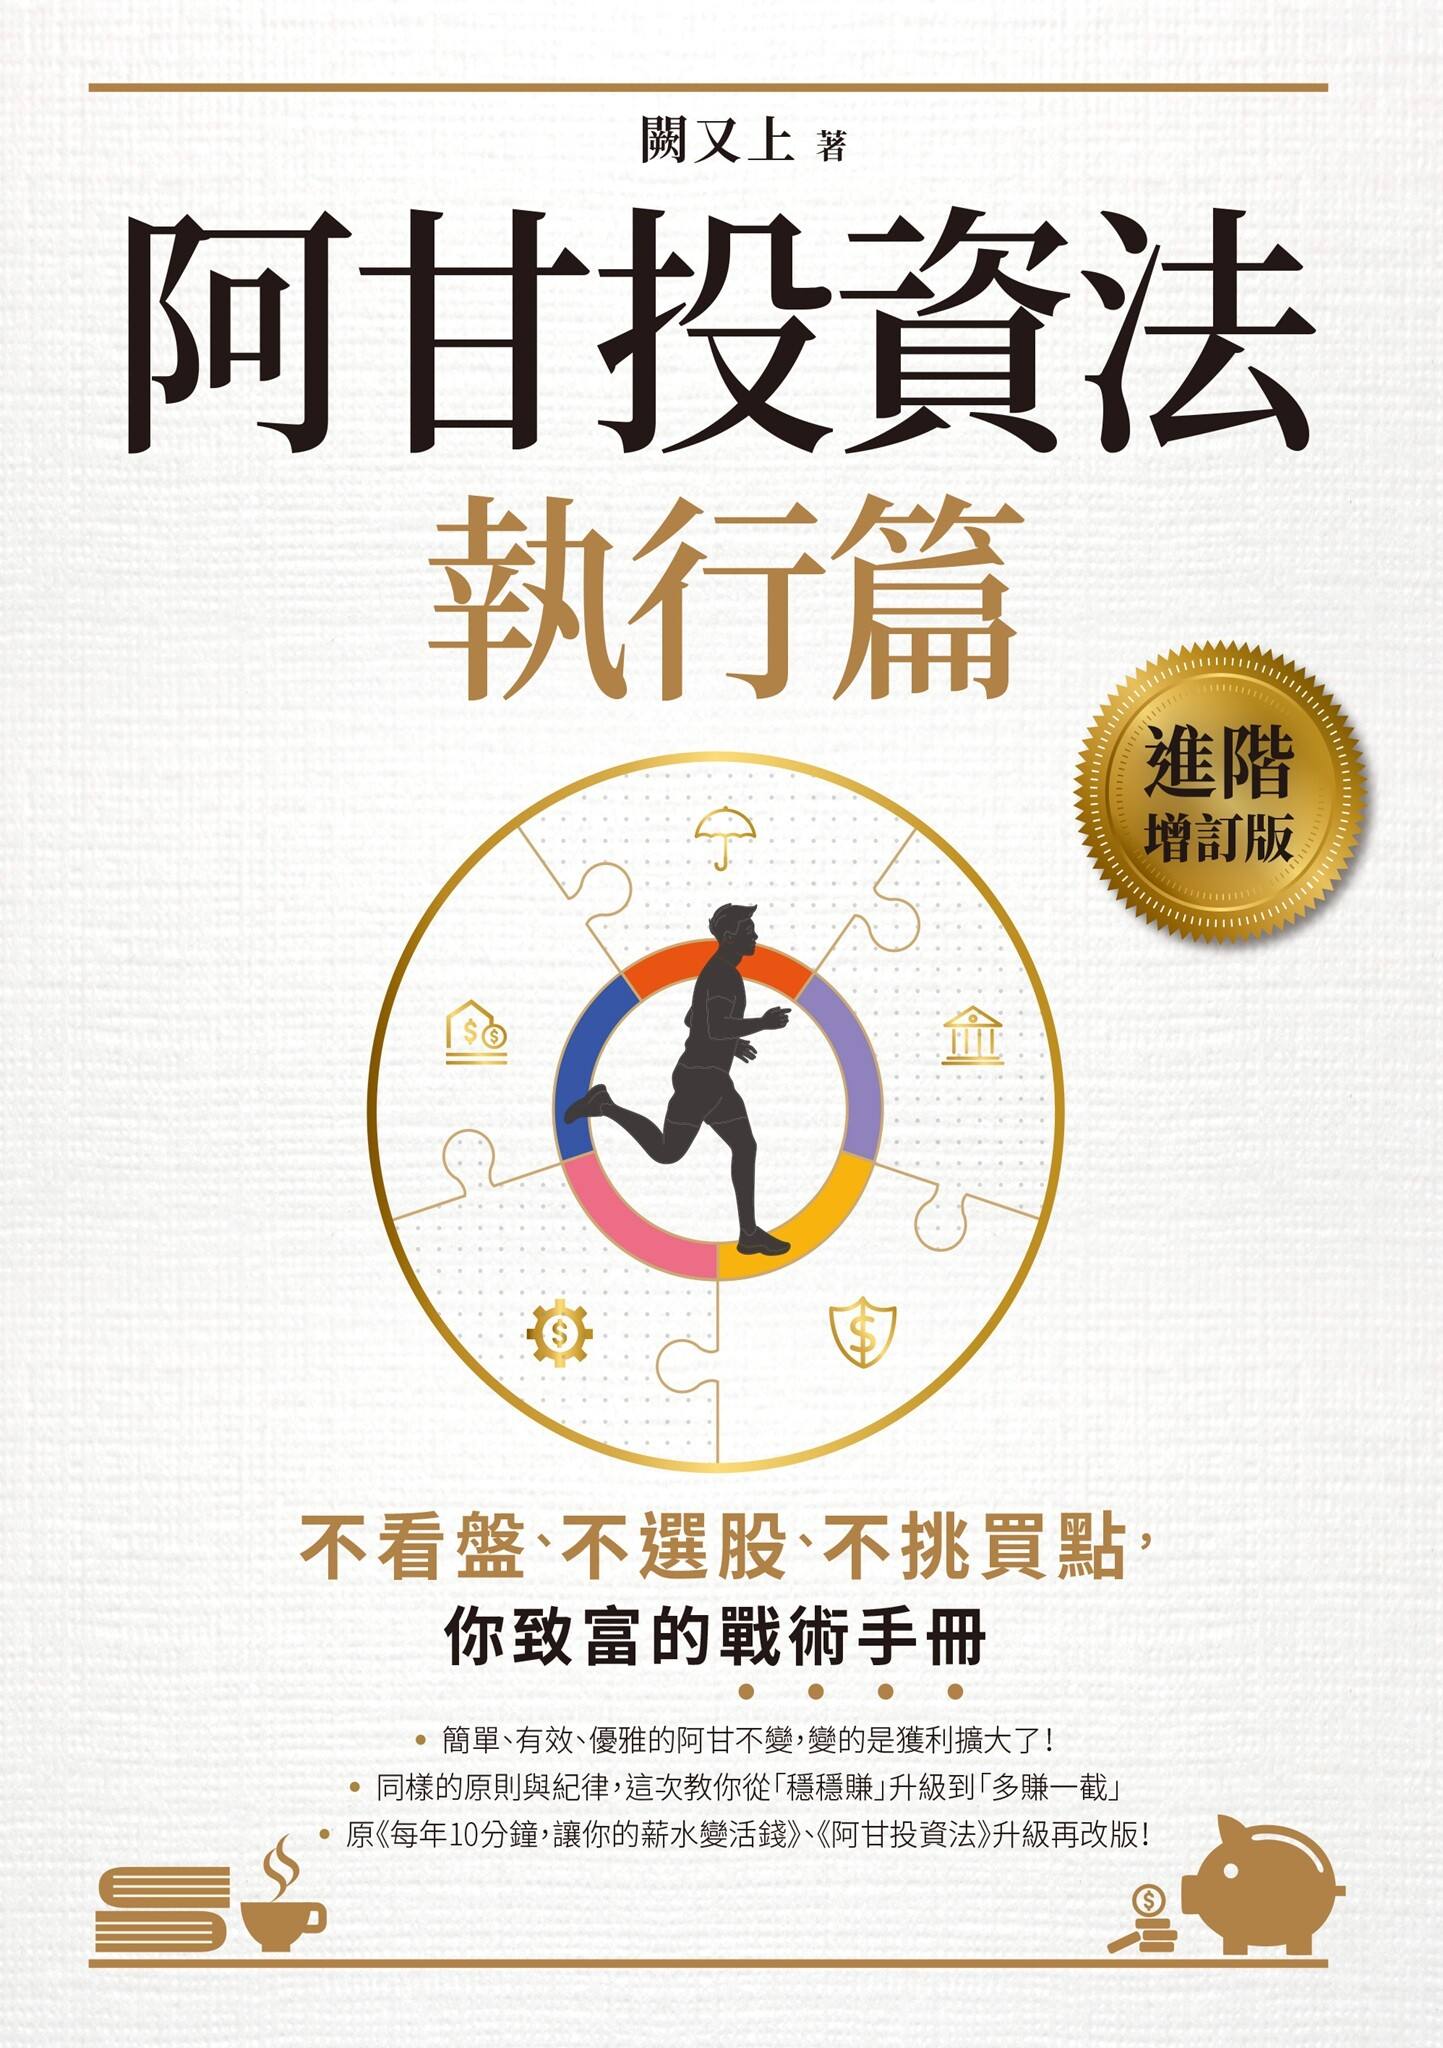 闕又上 著
阿甘投資法
執行篇
進階
增訂版
不看盤、不選股、不挑買點，
你致富的戰術手冊
• 簡單、有效、優雅的阿甘不變，變的是獲利擴大了！
• 同樣的原則與紀律，這次教你從「穩穩賺」升級到「多賺一截」
• 原《每年10分鐘，讓你的薪水變活錢》、《阿甘投資法》升級再改版！